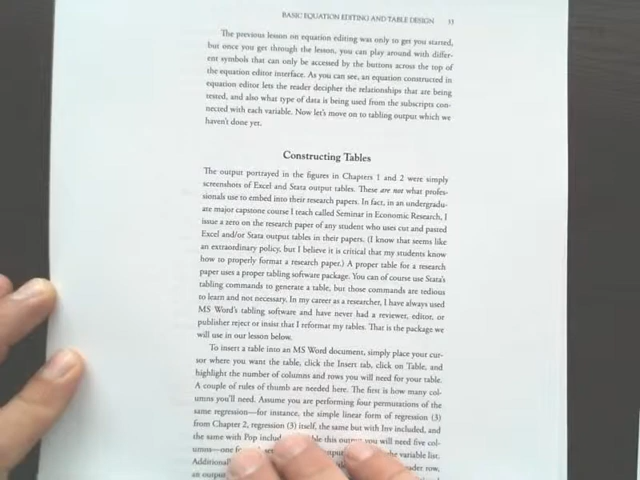 BASIC EQUATION EDITING AND TABLE DESIGN 55
The previous lesson on equation editing was only to get you started,
but once you get through the lesson, you can play around with differ-
ent symbols that can only be accessed by the buttons across the top of
the equation editor interface. As you can see, an equation constructed in
equation editor lets the reader decipher the relationships that are being
tested, and also what type of data is being used from the subscripts con-
nected with each variable. Now let's move on to tabling output which we
haven't done yet.
Constructing Tables
The output portrayed in the figures in Chapters 1 and 2 were simply
screenshots of Excel and Stata output tables. These are not what profes-
sionals use to embed into their research papers. In fact, in an undergradu-
ate major capstone course I teach called Seminar in Economic Research, I
issue a zero on the research paper of any student who uses cut and pasted
Excel and/or Stata output tables in their papers. (I know that seems like
an extraordinary policy, but I believe it is critical that my students know
how to properly format a research paper.) A proper table for a research
paper uses a proper tabling software package. You can of course use Stata's
tabling commands to generate a table, but those commands are tedious
to learn and not necessary. In my career as a researcher, I have always used
MS Word's tabling software and have never had a reviewer, editor, or
publisher reject or insist that I reformat my tables. That is the package we
will use in our lesson below.
To insert a table into an MS Word document, simply place your cur-
sor where you want the table, click the Insert tab, click on Table, and
highlight the number of columns and rows you will need for your table.
A couple of rules of thumb are needed here. The first is how many col-
umns you'll need. Assume you are performing four permutations of the
same regression—for instance, the simple linear form of regression (3)
from Chapter 2, regression (3) itself, the same but with Inv included, and
the same with Pop this you will need five col-
umns—one the variable list.
row,
an